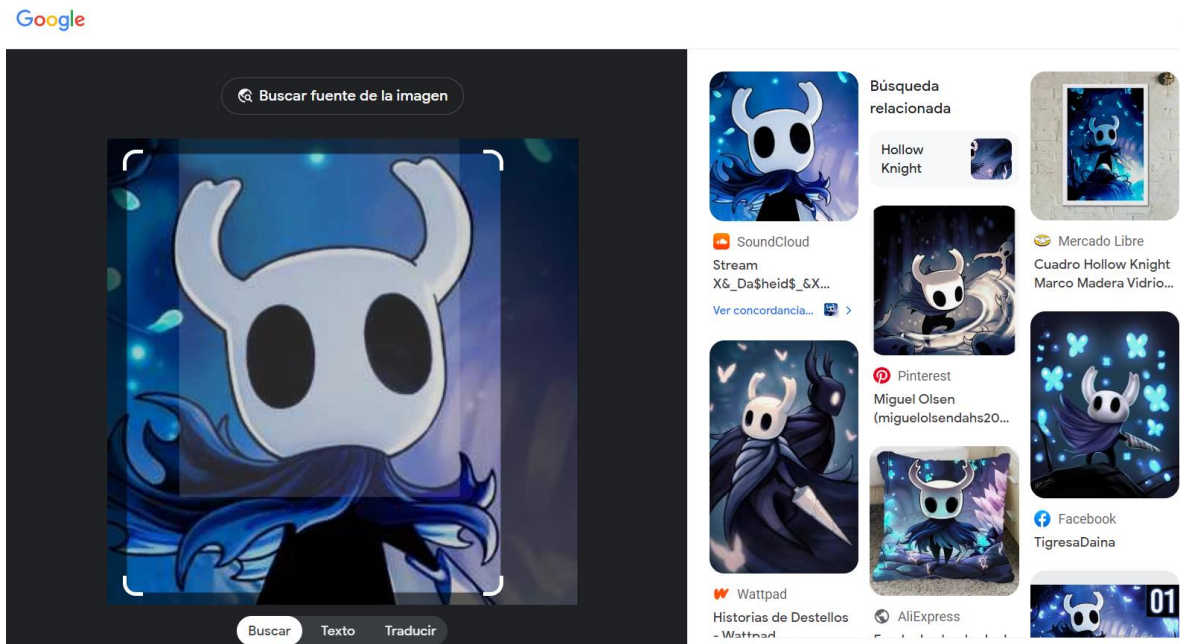 Google
Buscar fuente de la imagen
Buscar
Texto
Traducir
SoundCloud
Stream
X&_Da$heid$_&X...
Ver concordancia...
Wattpad
Historias de Destellos
- Wattpad
Búsqueda
relacionada
Hollow
Knight
Pinterest
Miguel Olsen
(miguelolsendahs20...
AliExpress
Mercado Libre
Cuadro Hollow Knight
Marco Madera Vidrio...
Facebook
TigresaDaina
01